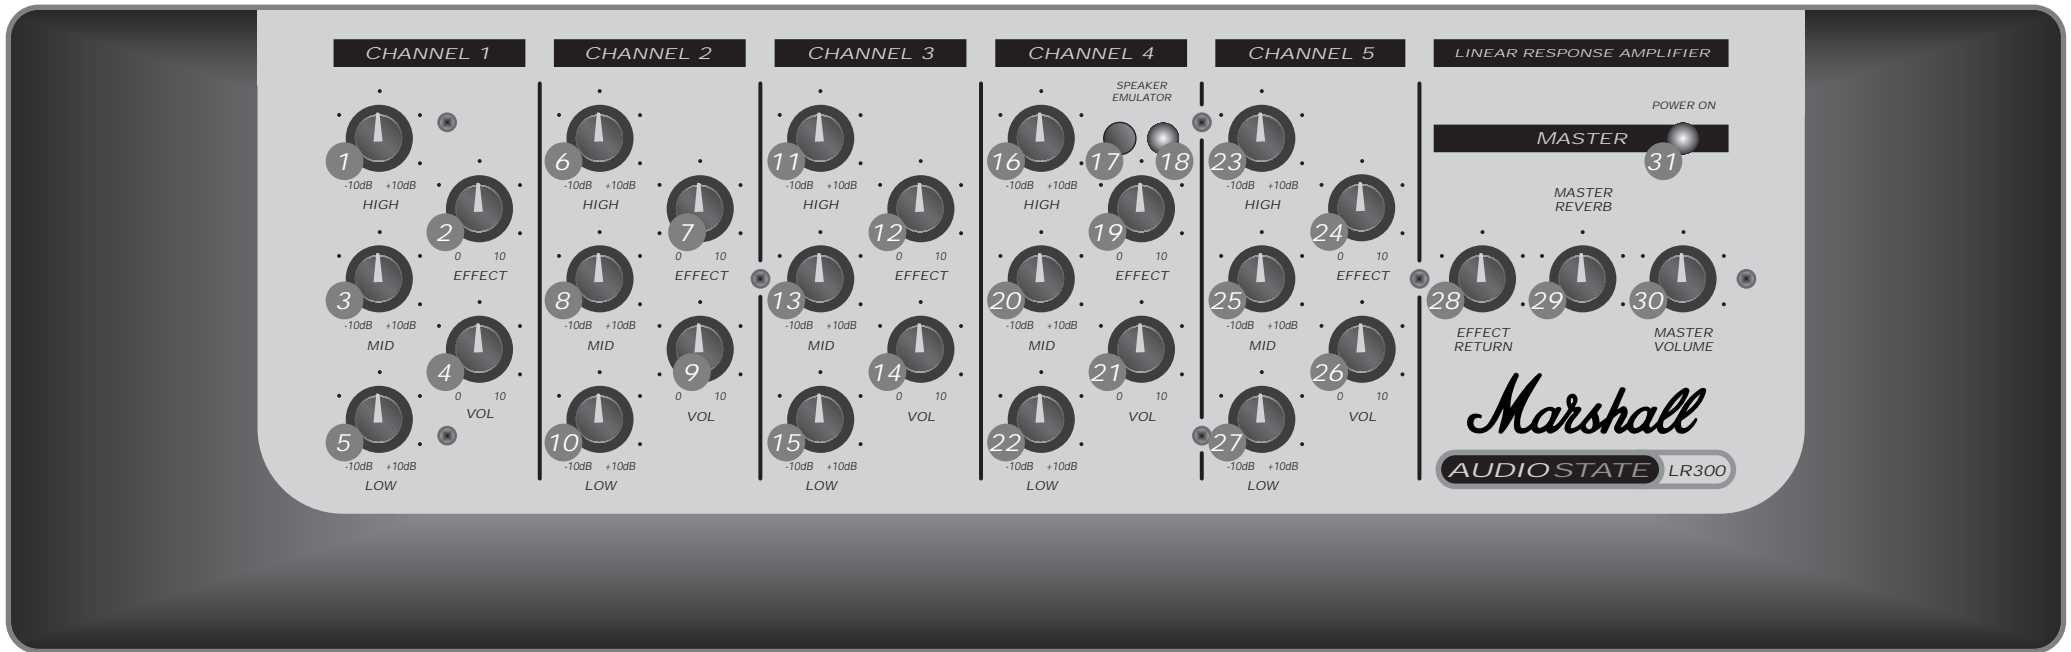 CHANNEL 1
1
-10dB +10dB
HIGH
2
0 10
EFFECT
3
-10dB +10dB
MID
4
0 10
VOL
5
-10dB +10dB
LOW
CHANNEL 2
6
-10dB +10dB
HIGH
7
0 10
EFFECT
8
-10dB +10dB
MID
9
0 10
VOL
10
-10dB +10dB
LOW
CHANNEL 3
11
-10dB +10dB
HIGH
12
0 10
EFFECT
13
-10dB +10dB
MID
14
0 10
VOL
15
-10dB +10dB
LOW
CHANNEL 4
SPEAKER
EMULATOR
16
17
18
-10dB +10dB
HIGH
19
0 10
EFFECT
20
-10dB +10dB
MID
21
0 10
VOL
22
-10dB +10dB
LOW
CHANNEL 5
23
-10dB +10dB
HIGH
24
0 10
EFFECT
25
-10dB +10dB
MID
26
0 10
VOL
27
-10dB +10dB
LOW
LINEAR RESPONSE AMPLIFIER
POWER ON
MASTER
31
MASTER
REVERB
28
29
30
EFFECT
RETURN
MASTER
VOLUME
Marshall
AUDIOSTATE LR300